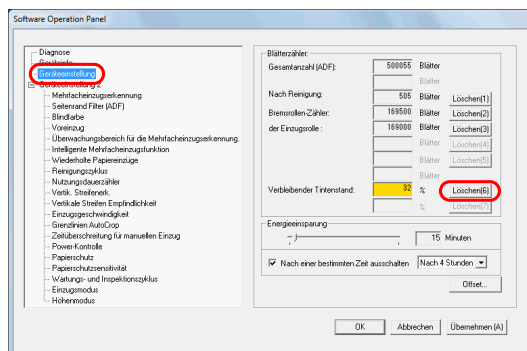 Software Operation Panel
Diagnose
Geräteinfo
Geräteeinstellung
Geräteeinstellung 2
Mehrfacheinzugserkennung
Seitenrand Filter (ADF)
Blindfarbe
Voreinzug
Überwachungsbereich für die Mehrfacheinzugserkennung.
Intelligente Mehrfacheinzugsfunktion
Wiederholte Papiereinzüge
Reinigungszyklus
Nutzungsdauerzähler
Vertik. Streifenerk.
Vertikale Streifen Empfindlichkeit
Einzugsgeschwindigkeit
Grenzlinien AutoCrop
Zeitüberschreitung für manuellen Einzug
Power-Kontrolle
Papierschutz
Papierschutzsensitivität
Wartungs- und Inspektionszyklus
Einzugsmodus
Höhenmodus
Blätterzähler:
Gesamtanzahl (ADF): 500055 Blätter
Blätter
Nach Reinigung: 505 Blätter Löschen(1)
Bremsrollen-Zähler: 169500 Blätter Löschen(2)
der Einzugsrolle : 169000 Blätter Löschen(3)
Blätter Löschen(4)
Blätter Löschen(5)
Blätter
Verbleibender Tintenstand: 32 % Löschen(6)
% Löschen(7)
Energieeinsparung
15 Minuten
Nach einer bestimmten Zeit ausschalten Nach 4 Stunden
Offset...
OK Abbrechen Übernehmen (A)